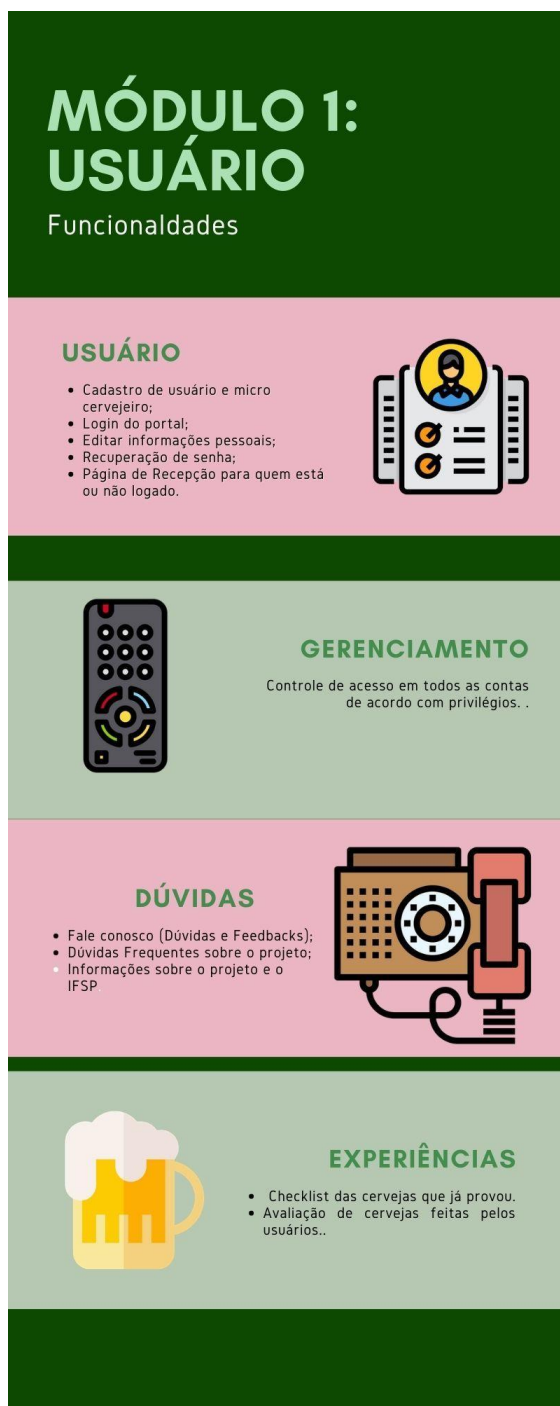 MÓDULO 1:
USUÁRIO
Funcionaldades
USUÁRIO
• Cadastro de usuário e micro
cervejeiro;
• Login do portal;
• Editar informações pessoais;
• Recuperação de senha;
• Página de Recepção para quem está
ou não logado.
GERENCIAMENTO
Controle de acesso em todos as contas
de acordo com privilégios. .
DÚVIDAS
• Fale conosco (Dúvidas e Feedbacks);
• Dúvidas Frequentes sobre o projeto;
• Informações sobre o projeto e o
IFSP
EXPERIÊNCIAS
• Checklist das cervejas que já provou.
• Avaliação de cervejas feitas pelos
usuários..